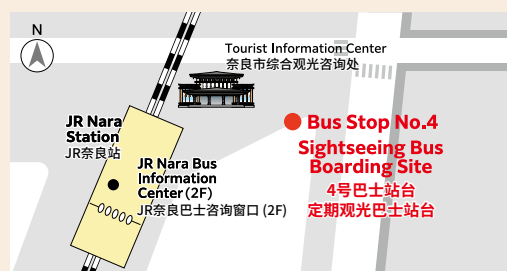 N
Tourist Information Center
奈良市综合观光咨询处
JR Nara
Station
JR奈良站
JR Nara Bus
Information
Center (2F)
JR奈良巴士咨询窗口 (2F)
Bus Stop No.4
Sightseeing Bus
Boarding Site
4号巴士站台
定期观光巴士站台